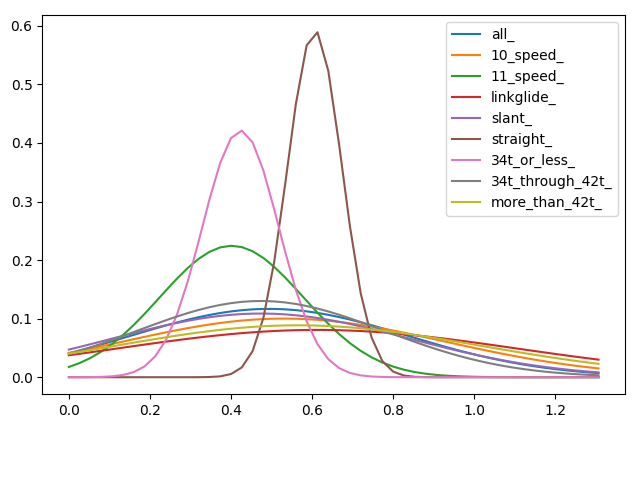 0.6
0.5
0.4
0.3
0.2
0.1
0.0
0.0 0.2 0.4 0.6 0.8 1.0 1.2
all_
10_speed_
11_speed_
linkglide_
slant_
straight_
34t_or_less_
34t_through_42t_
more_than_42t_